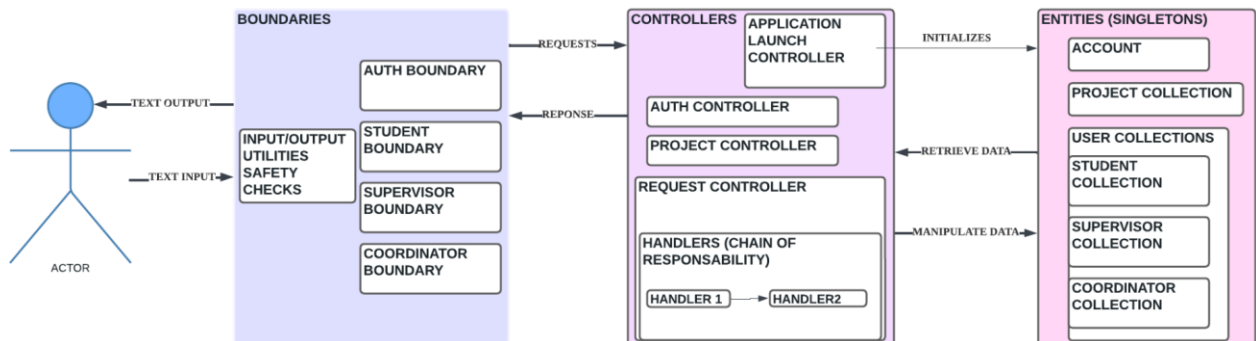 BOUNDARIES
AUTH BOUNDARY
STUDENT
BOUNDARY
SUPERVISOR
BOUNDARY
COORDINATOR
BOUNDARY
INPUT/OUTPUT
UTILITIES
SAFETY
CHECKS
TEXT OUTPUT
TEXT INPUT
ACTOR
REQUESTS
REPONSE
CONTROLLERS
APPLICATION
LAUNCH
CONTROLLER
AUTH CONTROLLER
PROJECT CONTROLLER
REQUEST CONTROLLER
HANDLERS (CHAIN OF
RESPONSABILITY)
HANDLER 1
HANDLER2
INITIALIZES
RETRIEVE DATA
MANIPULATE DATA
ENTITIES (SINGLETONS)
ACCOUNT
PROJECT COLLECTION
USER COLLECTIONS
STUDENT
COLLECTION
SUPERVISOR
COLLECTION
COORDINATOR
COLLECTION